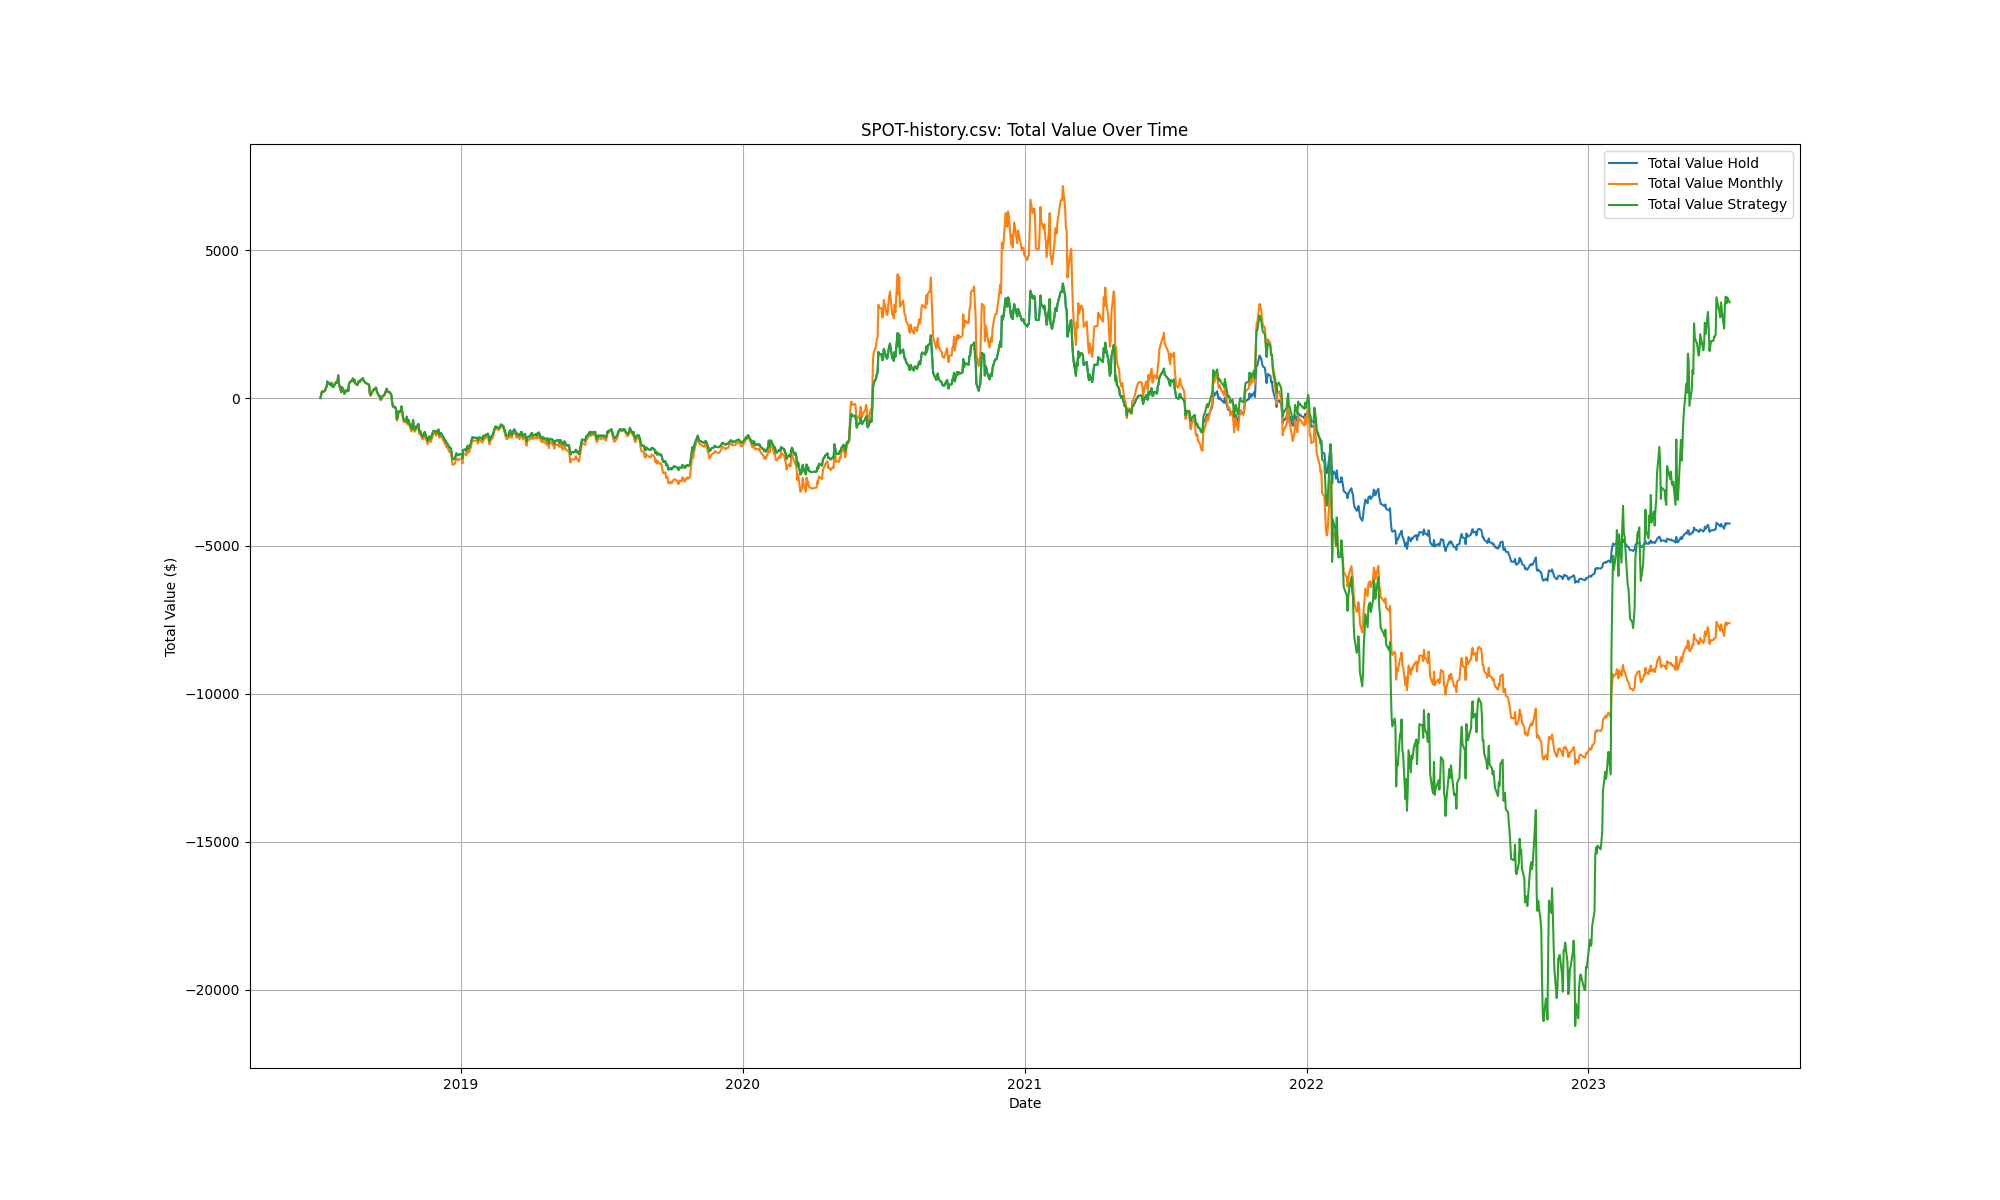 SPOT-history.csv: Total Value Over Time
Total Value Hold
Total Value Monthly
Total Value Strategy
Total Value ($)
5000
0
−5000
−10000
−15000
−20000
2019
2020
2021
2022
2023
Date